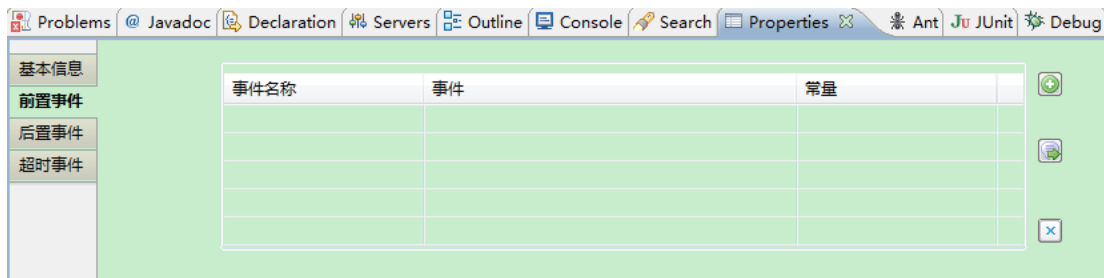 Problems @ Javadoc Declaration Servers Outline Console Search Properties Ant Ju JUnit Debug
基本信息
事件名称 事件 常量
前置事件
后置事件
超时事件